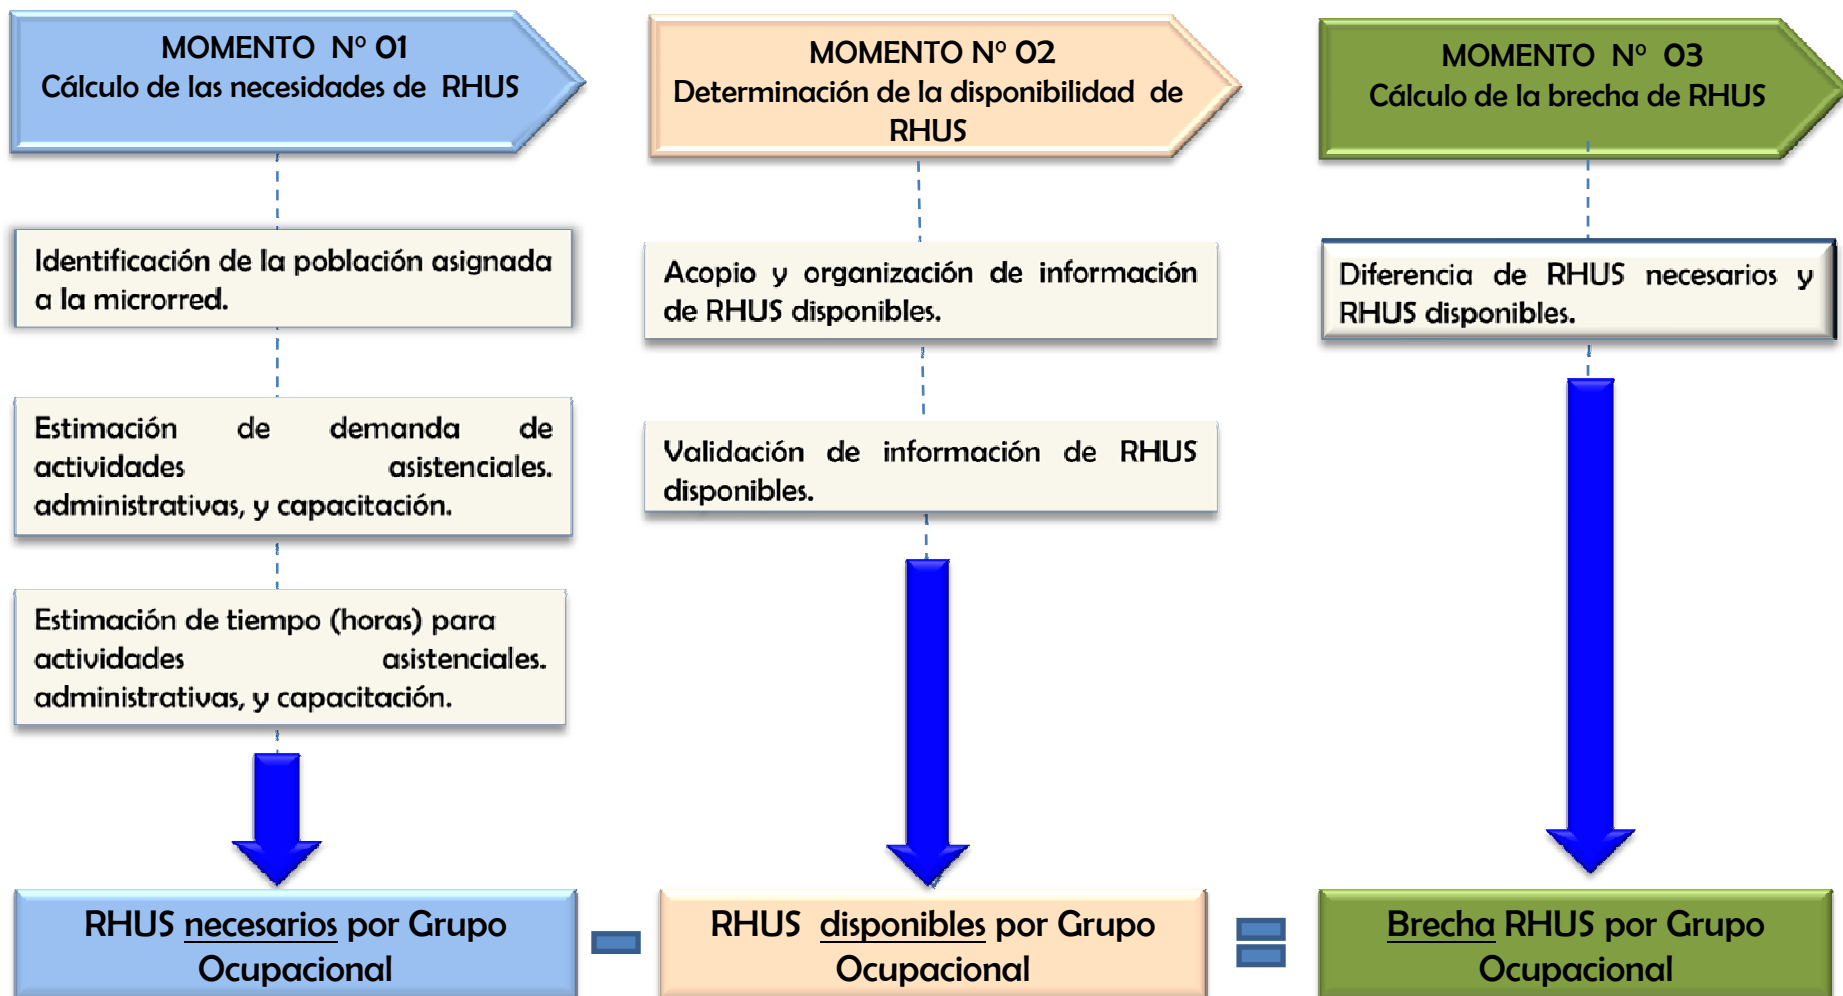 MOMENTO Nº 01
Cálculo de las necesidades de RHUS
MOMENTO Nº 02
Determinación de la disponibilidad de
RHUS
MOMENTO Nº 03
Cálculo de la brecha de RHUS
Identificación de la población asignada
a la microrred.
Estimación de demanda de
actividades asistenciales.
administrativas, y capacitación.
Estimación de tiempo (horas) para
actividades asistenciales.
administrativas, y capacitación.
Acopio y organización de información
de RHUS disponibles.
Validación de información de RHUS
disponibles.
Diferencia de RHUS necesarios y
RHUS disponibles.
RHUS necesarios por Grupo
Ocupacional
RHUS disponibles por Grupo
Ocupacional
Brecha RHUS por Grupo
Ocupacional